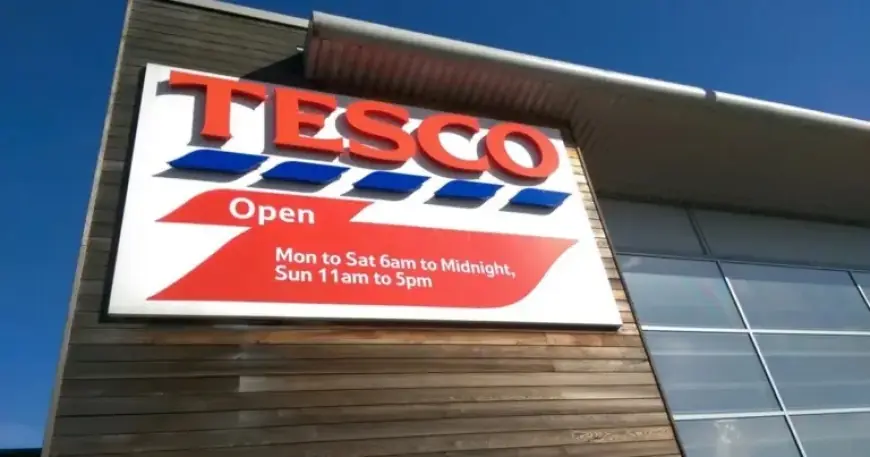 TESCO
Open
Mon to Sat 6am to Midnight,
Sun 11am to 5pm